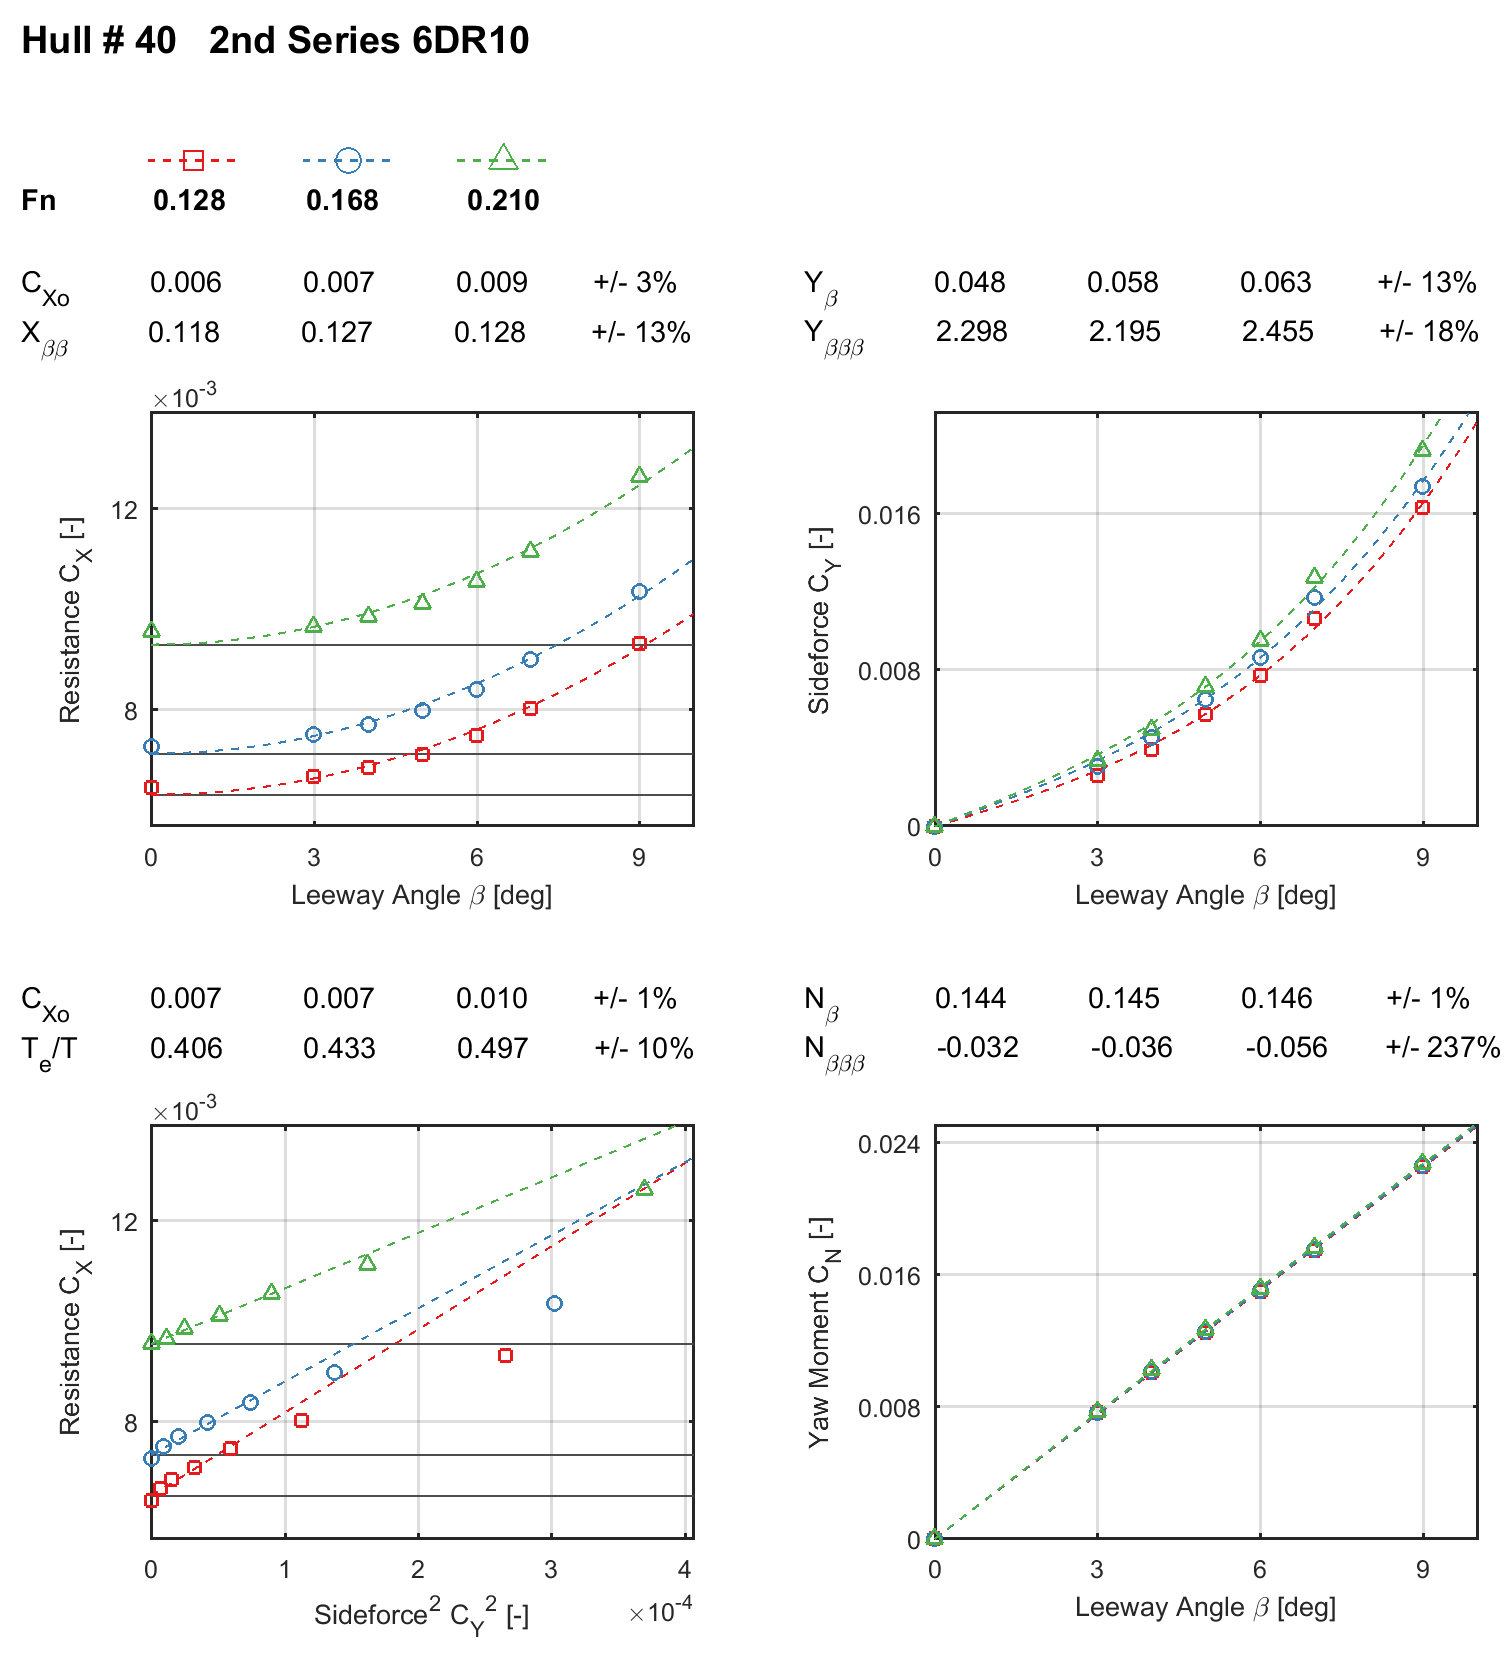 Hull # 40   2nd Series 6DR10
Fn 0.128 0.168 0.210
C_Xo 0.006 0.007 0.009 +/- 3%
X_ββ 0.118 0.127 0.128 +/- 13%
Y_β 0.048 0.058 0.063 +/- 13%
Y_βββ 2.298 2.195 2.455 +/- 18%
×10^-3
12
8
Resistance C_X [-]
0 3 6 9
Leeway Angle β [deg]
0.016
0.008
0
Sideforce C_Y [-]
0 3 6 9
Leeway Angle β [deg]
C_Xo 0.007 0.007 0.010 +/- 1%
T_e/T 0.406 0.433 0.497 +/- 10%
N_β 0.144 0.145 0.146 +/- 1%
N_βββ -0.032 -0.036 -0.056 +/- 237%
×10^-3
12
8
Resistance C_X [-]
0 1 2 3 4
×10^-4
Sideforce^2 C_Y^2 [-]
0.024
0.016
0.008
0
Yaw Moment C_N [-]
0 3 6 9
Leeway Angle β [deg]